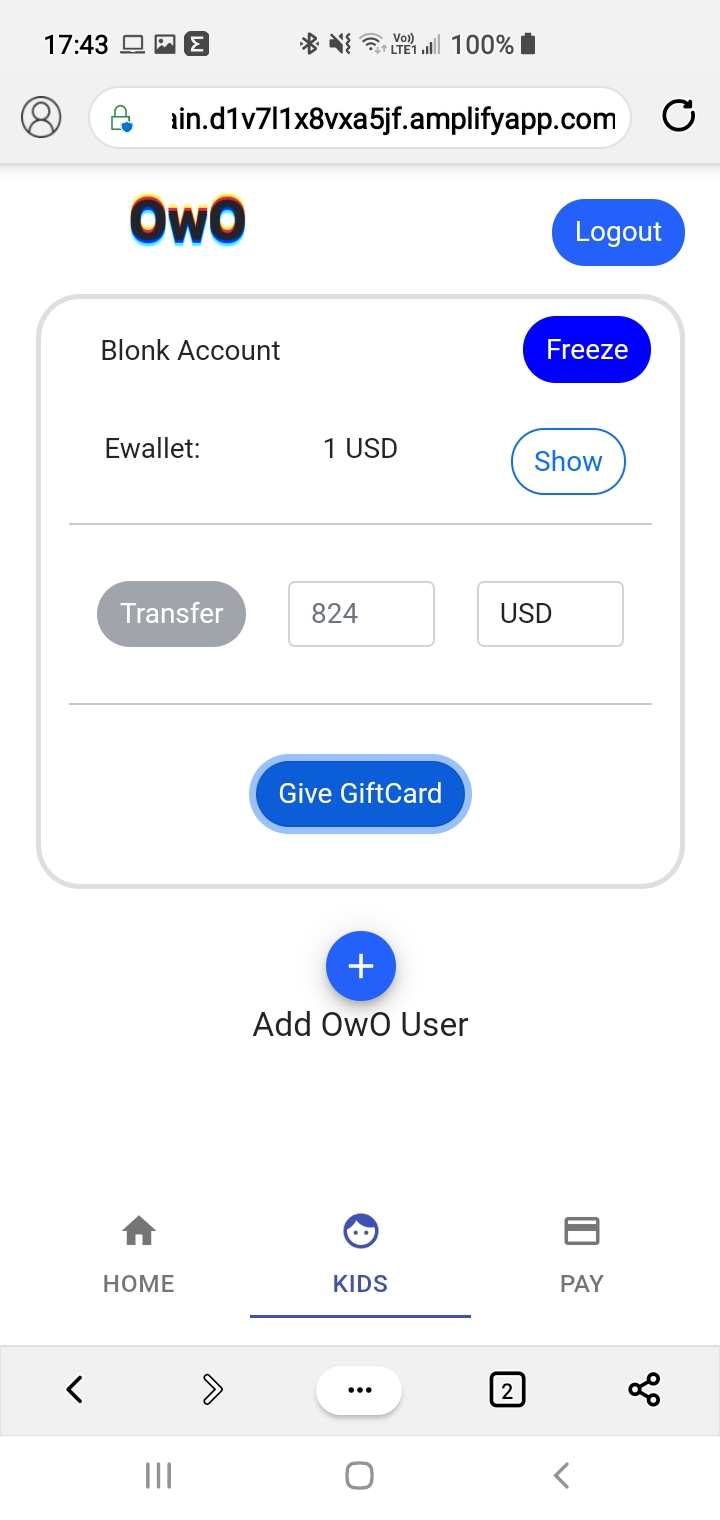 17:43 Vo)) LTE1 100%
ain.d1v7l1x8vxa5jf.amplifyapp.com
OwO
Logout
Blonk Account
Freeze
Ewallet: 1 USD
Show
Transfer 824 USD
Give GiftCard
+
Add OwO User
HOME KIDS PAY
2